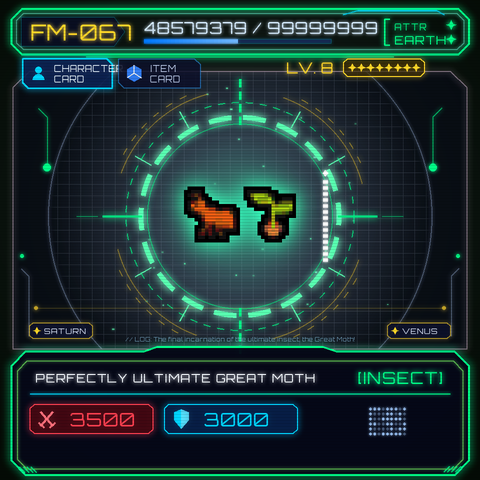 FM-067
48579379 / 99999999
ATTR
EARTH
CHARACTER
CARD
ITEM
CARD
LV.8
SATURN
VENUS
// LOG: The final incarnation of the ultimate insect, the Great Moth!
PERFECTLY ULTIMATE GREAT MOTH
[INSECT]
3500
3000